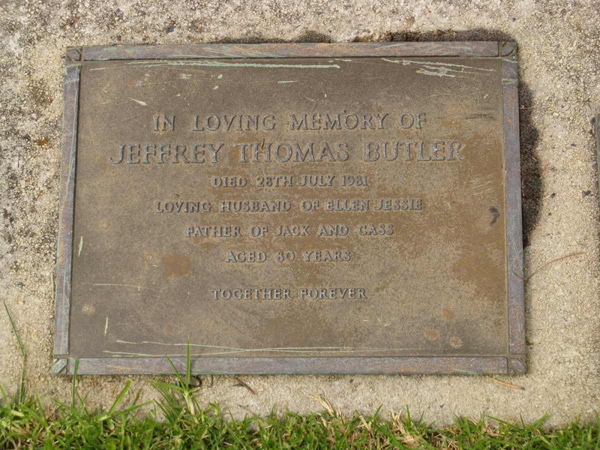 IN LOVING MEMORY OF
JEFFREY THOMAS BUTLER
DIED 28TH JULY 1981
LOVING HUSBAND OF ELLEN JESSIE
FATHER OF JACK AND CASS
AGED 80 YEARS
TOGETHER FOREVER